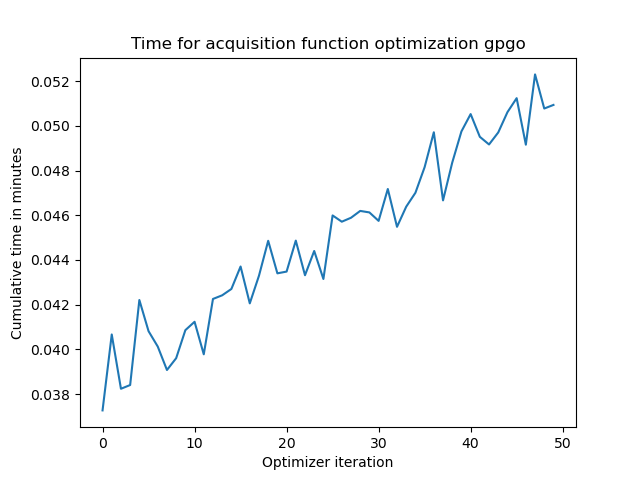 Time for acquisition function optimization gpgo
Cumulative time in minutes
0.052
0.050
0.048
0.046
0.044
0.042
0.040
0.038
0 10 20 30 40 50
Optimizer iteration